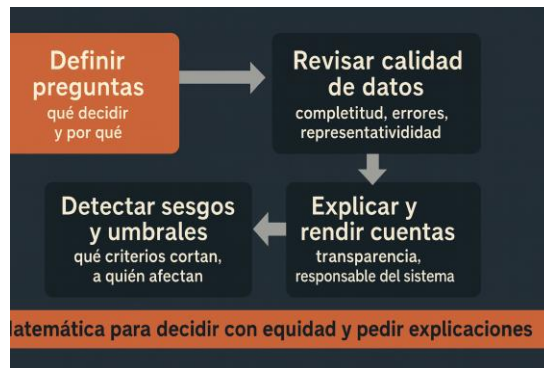 Definir
preguntas
qué decidir
y por qué
Revisar calidad
de datos
completitud, errores,
representativididad
Explicar y
rendir cuentas
transparencia,
responsable del sistema
Detectar sesgos
y umbrales
qué criterios cortan,
a quién afectan
atemática para decidir con equidad y pedir explicaciones